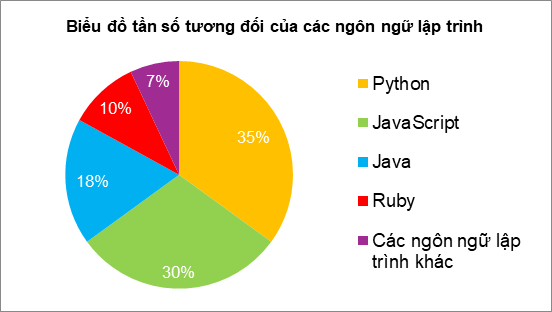 Biểu đồ tần số tương đối của các ngôn ngữ lập trình
7%
10%
35%
18%
30%
Python
JavaScript
Java
Ruby
Các ngôn ngữ lập
trình khác